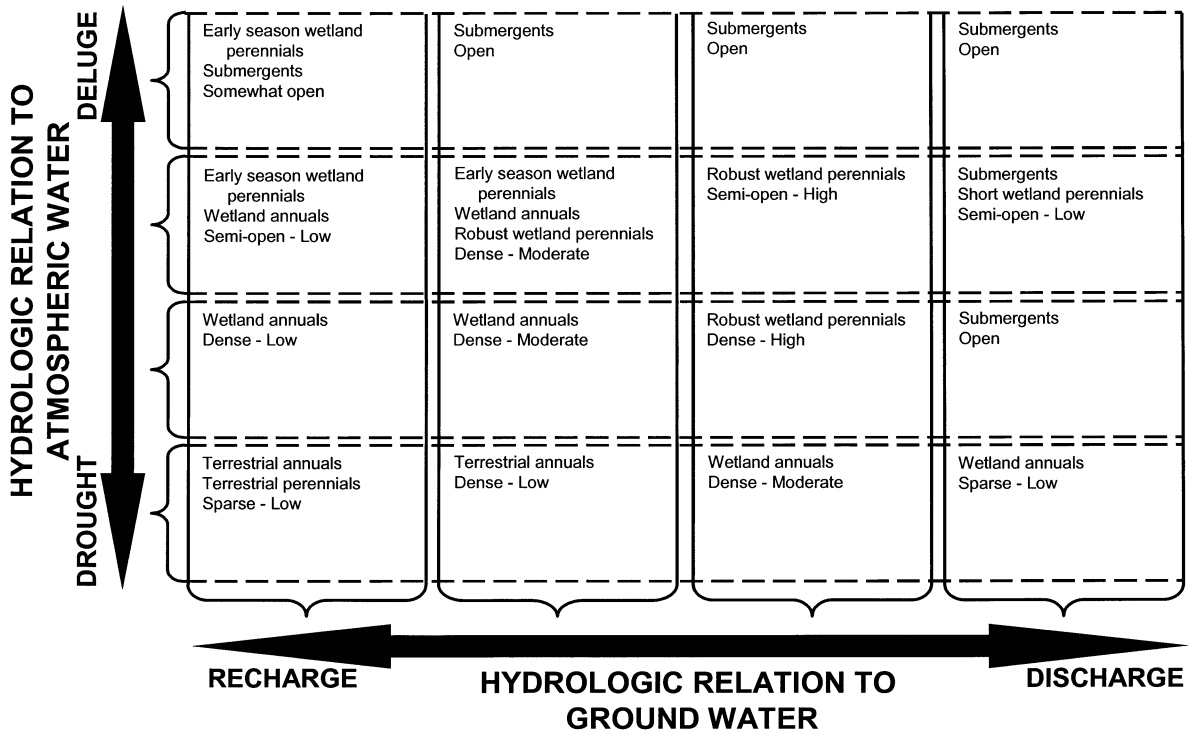 HYDROLOGIC RELATION TO
ATMOSPHERIC WATER
DELUGE
DROUGHT
Early season wetland
perennials
Submergents
Somewhat open
Submergents
Open
Submergents
Open
Submergents
Open
Early season wetland
perennials
Wetland annuals
Semi-open - Low
Early season wetland
perennials
Wetland annuals
Robust wetland perennials
Dense - Moderate
Robust wetland perennials
Semi-open - High
Submergents
Short wetland perennials
Semi-open - Low
Wetland annuals
Dense - Low
Wetland annuals
Dense - Moderate
Robust wetland perennials
Dense - High
Submergents
Open
Terrestrial annuals
Terrestrial perennials
Sparse - Low
Terrestrial annuals
Dense - Low
Wetland annuals
Dense - Moderate
Wetland annuals
Sparse - Low
RECHARGE
HYDROLOGIC RELATION TO
GROUND WATER
DISCHARGE